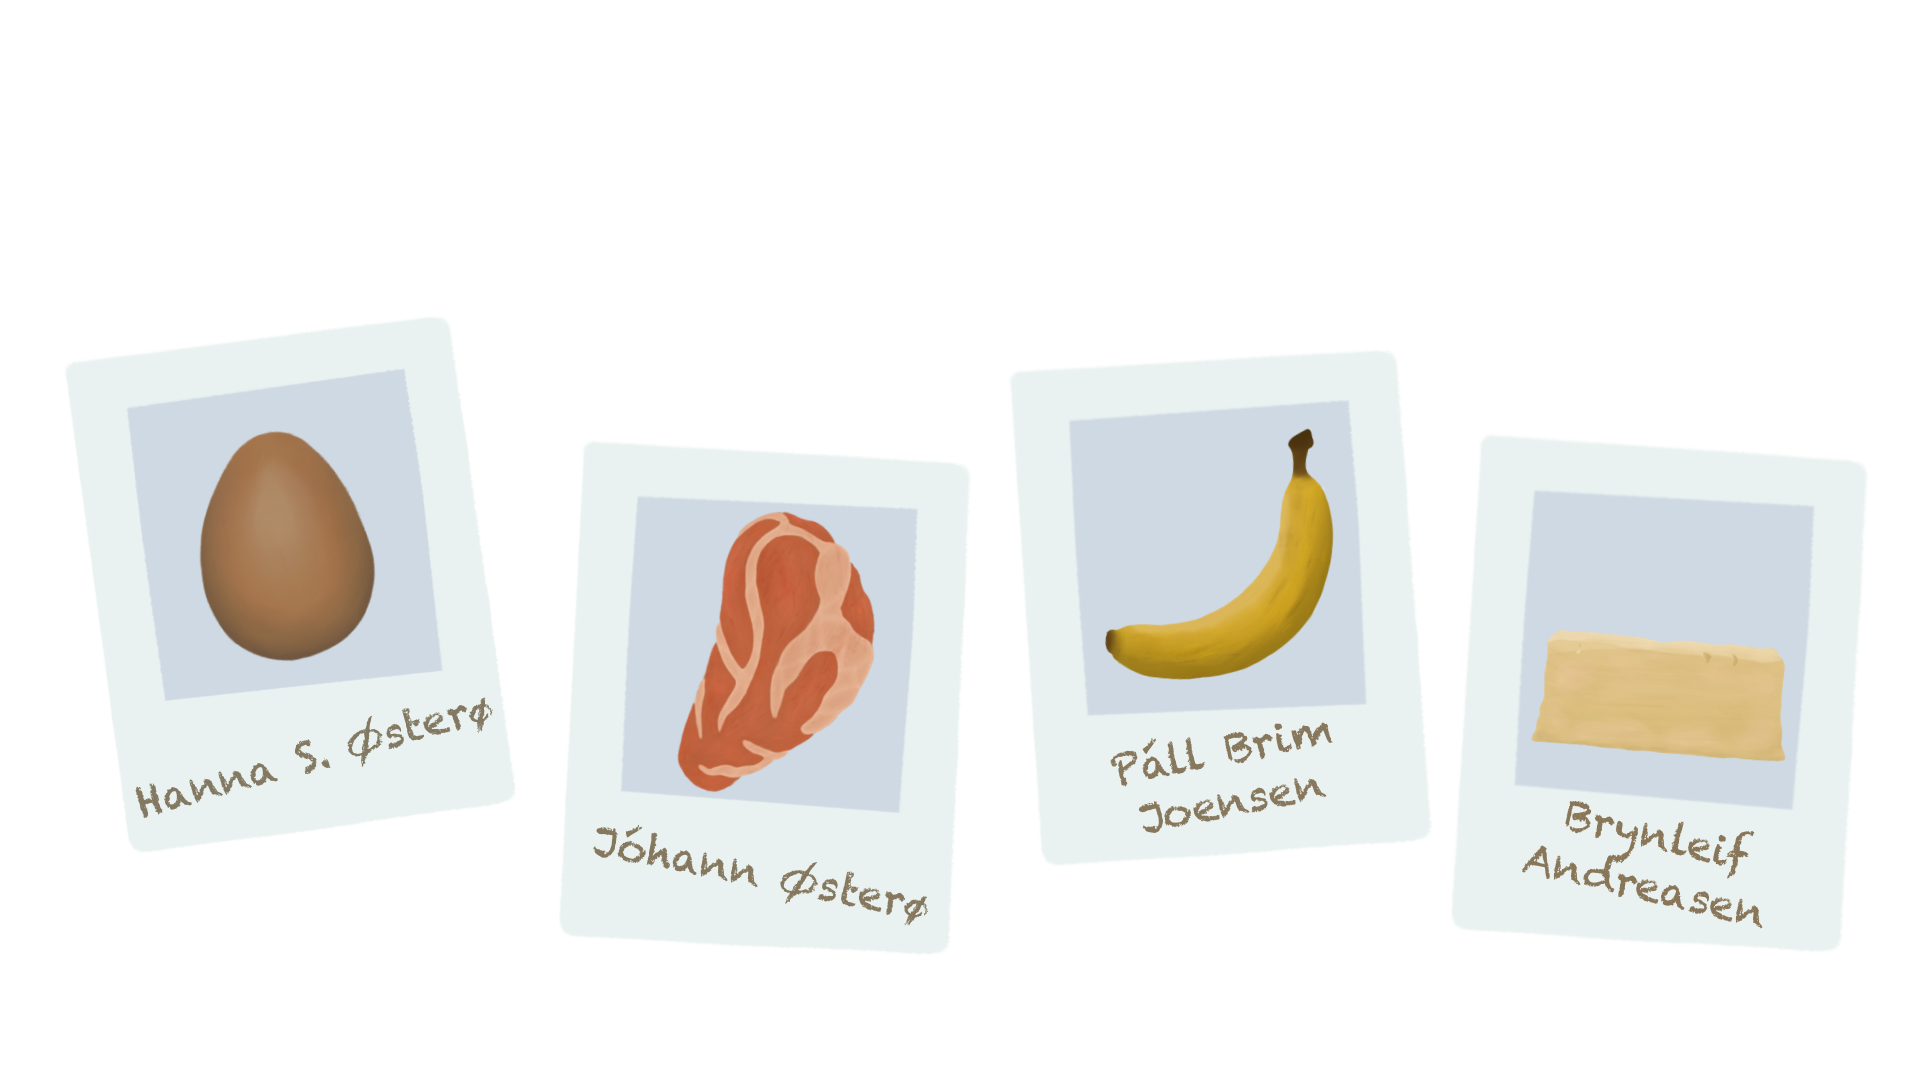 Hanna S. Østerø
Jóhann Østerø
Páll Brim
Joensen
Brynleif
Andreasen